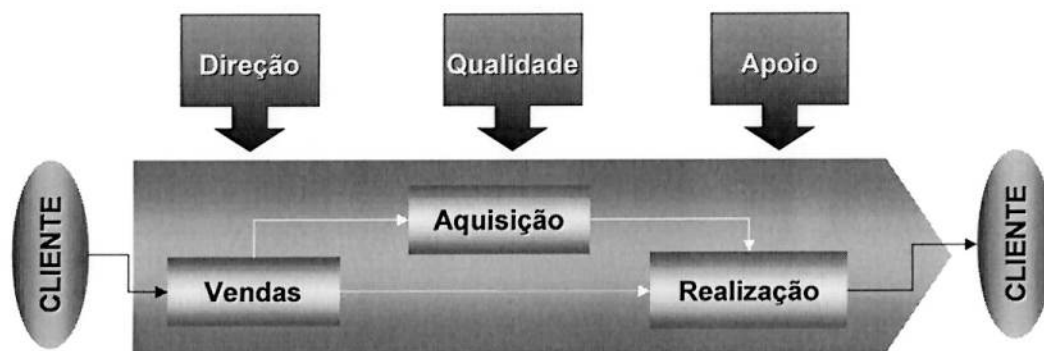 Direção
Qualidade
Apoio
CLIENTE
Aquisição
Vendas
Realização
CLIENTE